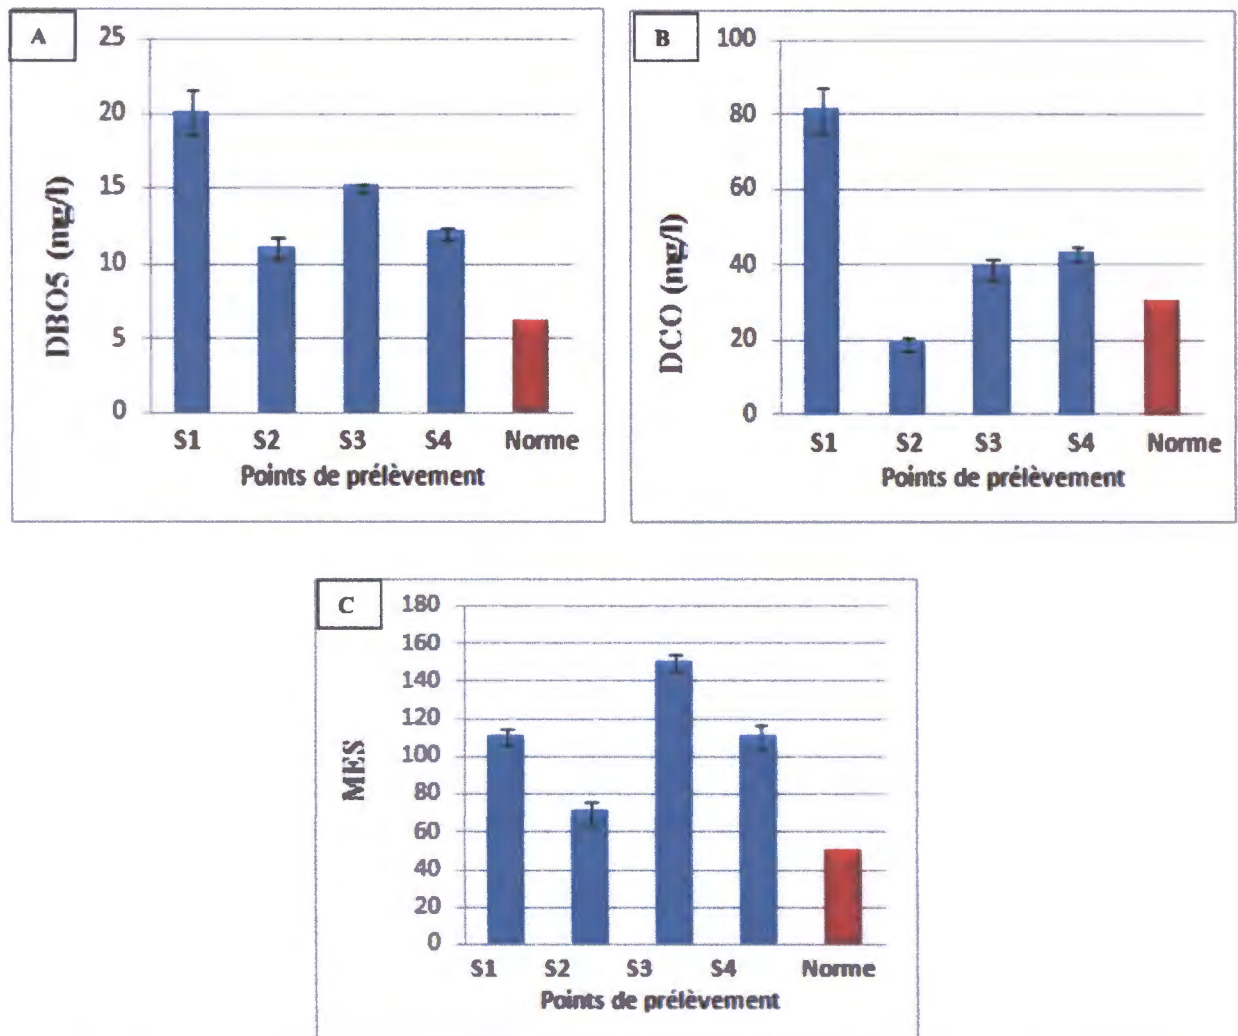 A
25
20
15
10
5
0
DBO5 (mg/l)
S1 S2 S3 S4 Norme
Points de prélèvement
B
100
80
60
40
20
0
DCO (mg/l)
S1 S2 S3 S4 Norme
Points de prélèvement
C
180
160
140
120
100
80
60
40
20
0
MES
S1 S2 S3 S4 Norme
Points de prélèvement